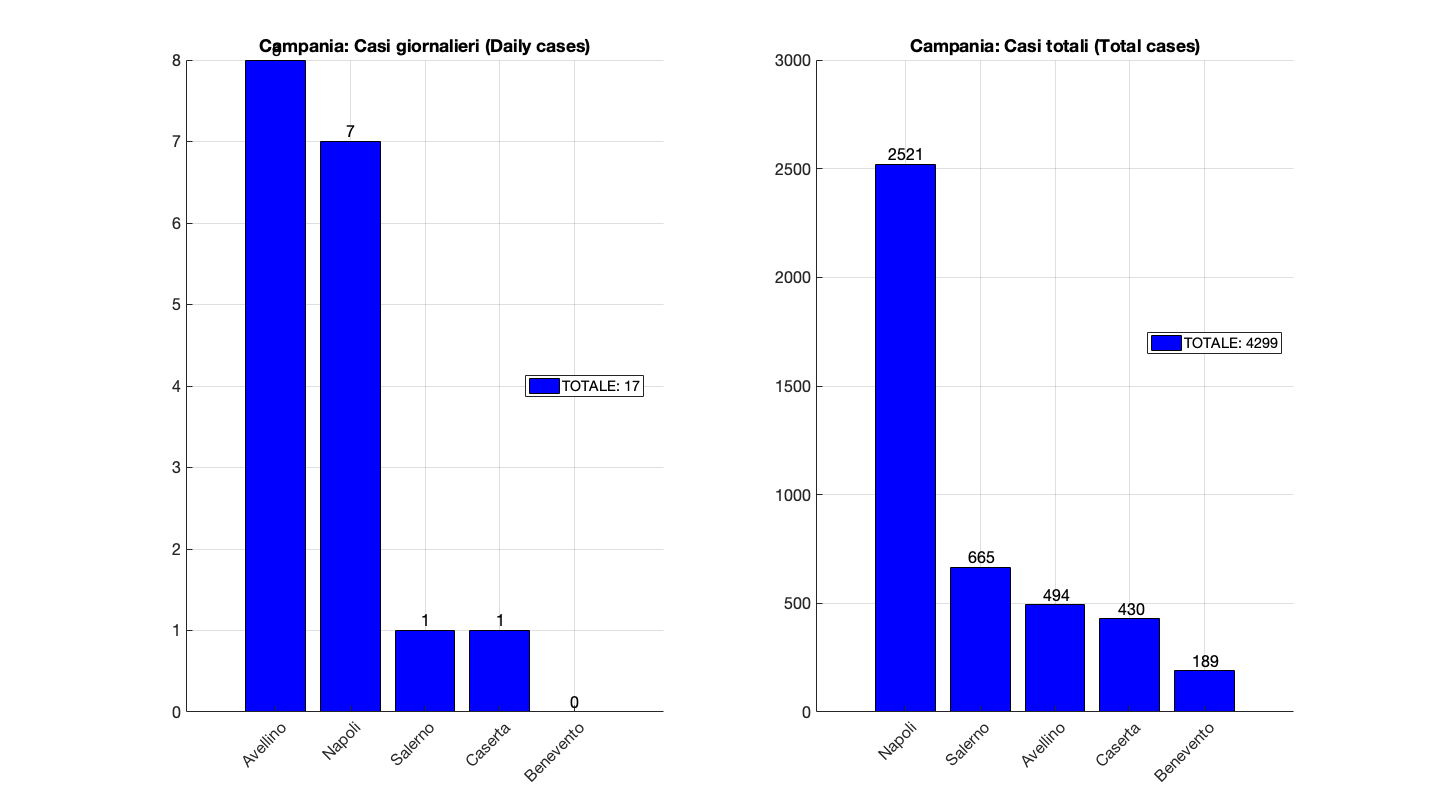 Campania: Casi giornalieri (Daily cases)
8
8
7
6
5
4
3
2
1
0
7
1
1
0
TOTALE: 17
Avellino
Napoli
Salerno
Caserta
Benevento
Campania: Casi totali (Total cases)
3000
2500
2000
1500
1000
500
0
2521
665
494
430
189
TOTALE: 4299
Napoli
Salerno
Avellino
Caserta
Benevento